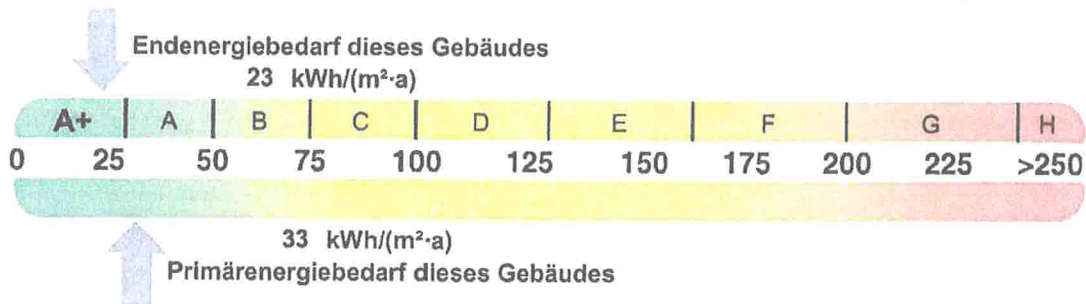 Endenergiebedarf dieses Gebäudes
23 kWh/(m²·a)
A+ A B C D E F G H
0 25 50 75 100 125 150 175 200 225 >250
33 kWh/(m²·a)
Primärenergiebedarf dieses Gebäudes